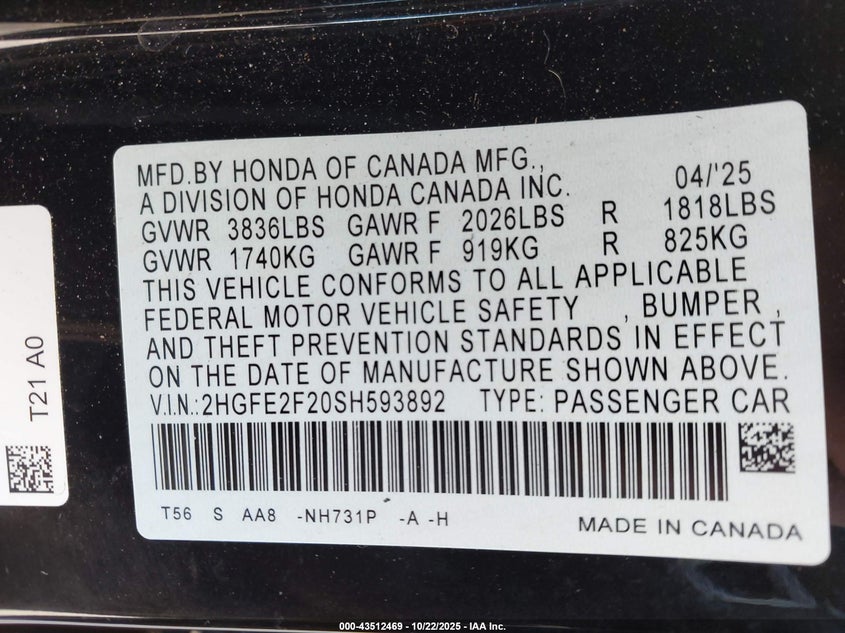 MFD.BY HONDA OF CANADA MFG.,
A DIVISION OF HONDA CANADA INC. 04/'25
GVWR 3836LBS GAWR F 2026LBS R 1818LBS
GVWR 1740KG GAWR F 919KG R 825KG
THIS VEHICLE CONFORMS TO ALL APPLICABLE
FEDERAL MOTOR VEHICLE SAFETY , BUMPER ,
AND THEFT PREVENTION STANDARDS IN EFFECT
ON THE DATE OF MANUFACTURE SHOWN ABOVE.
V.I.N.:2HGFE2F20SH593892 TYPE: PASSENGER CAR
T56 S AA8 -NH731P -A -H
MADE IN CANADA
T21 A0
000-43512469 - 10/22/2025 - IAA Inc.